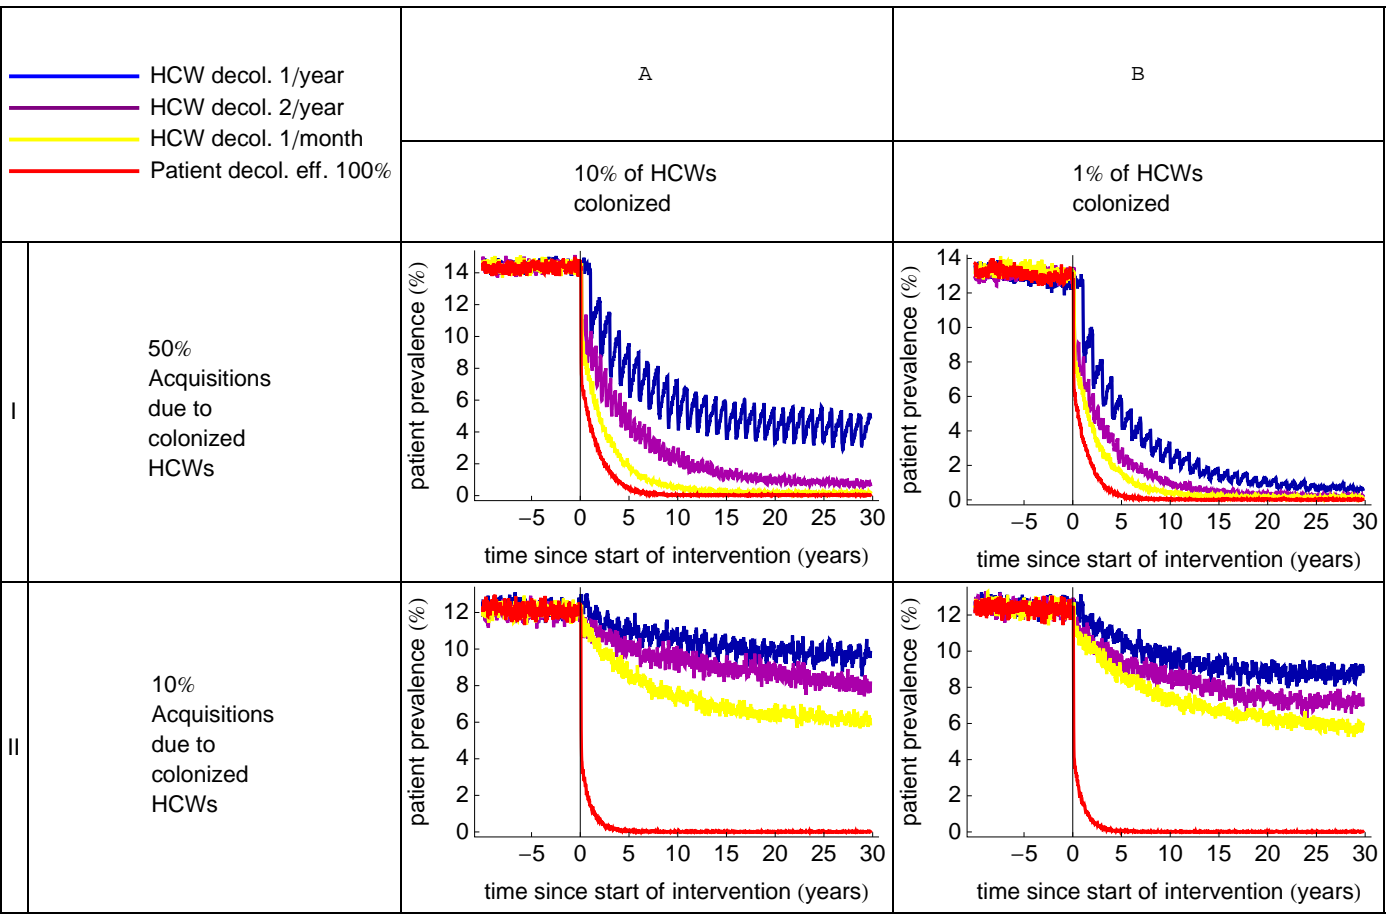 HCW decol. 1/year
HCW decol. 2/year
HCW decol. 1/month
Patient decol. eff. 100%
A
B
10% of HCWs
colonized
1% of HCWs
colonized
I
50%
Acquisitions
due to
colonized
HCWs
patient prevalence (%)
14
12
10
8
6
4
2
0
−5 0 5 10 15 20 25 30
time since start of intervention (years)
patient prevalence (%)
14
12
10
8
6
4
2
0
−5 0 5 10 15 20 25 30
time since start of intervention (years)
II
10%
Acquisitions
due to
colonized
HCWs
patient prevalence (%)
12
10
8
6
4
2
0
−5 0 5 10 15 20 25 30
time since start of intervention (years)
patient prevalence (%)
12
10
8
6
4
2
0
−5 0 5 10 15 20 25 30
time since start of intervention (years)